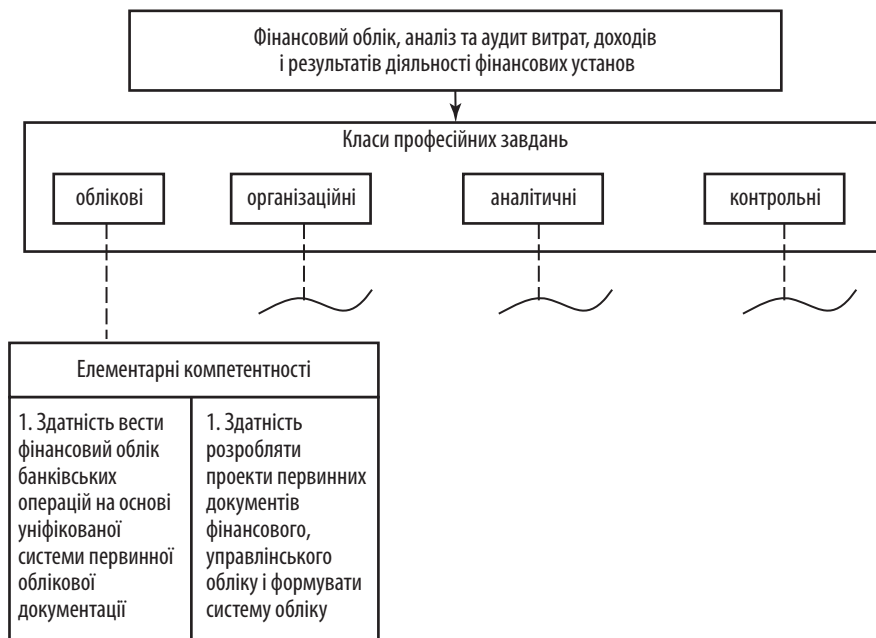 Фінансовий облік, аналіз та аудит витрат, доходів
і результатів діяльності фінансових установ
Класи професійних завдань
облікові
організаційні
аналітичні
контрольні
Елементарні компетентності
1. Здатність вести
фінансовий облік
банківських
операцій на основі
уніфікованої
системи первинної
облікової
документації
1. Здатність
розробляти
проекти первинних
документів
фінансового,
управлінського
обліку і формувати
систему обліку